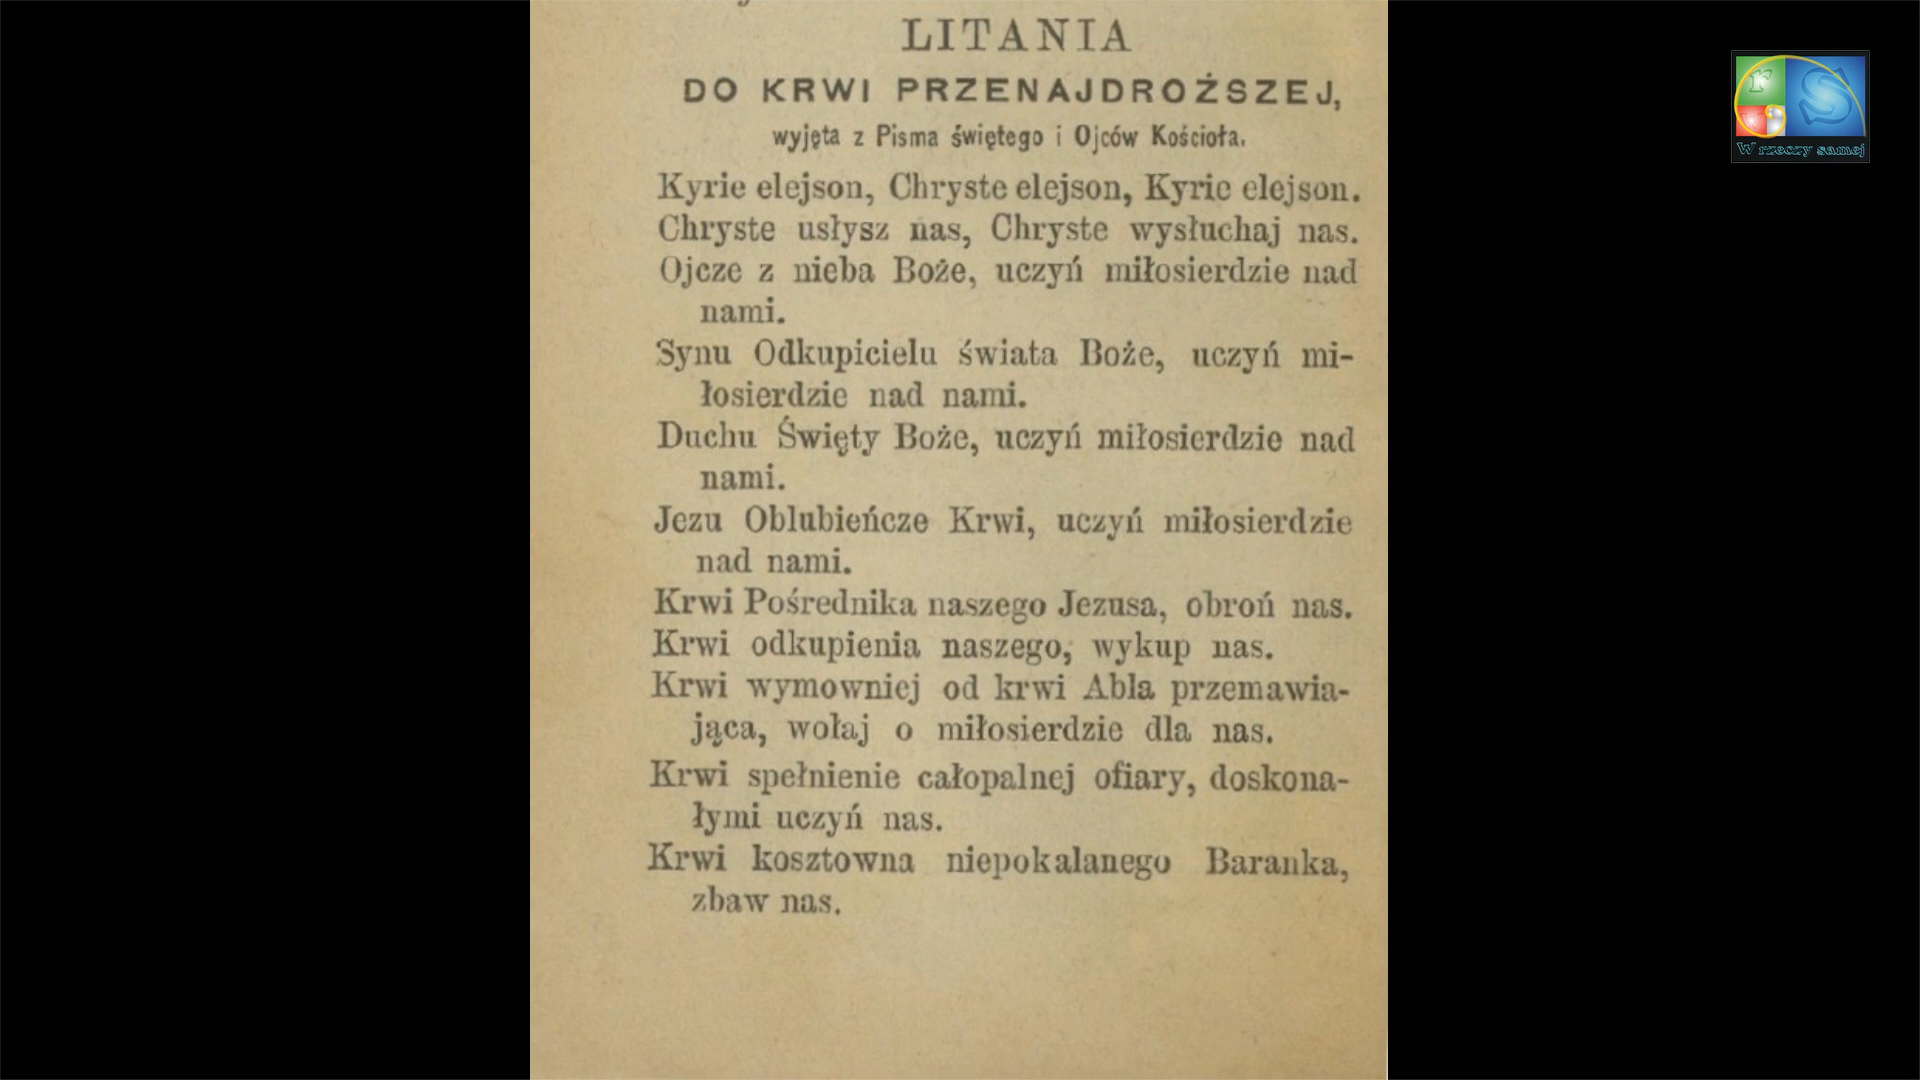 LITANIA
DO KRWI PRZENAJDROŻSZEJ,
wyjęta z Pisma świętego i Ojców Kościoła.
Kyrie elejson, Chryste elejson, Kyrie elejson.
Chryste usłysz nas, Chryste wysłuchaj nas.
Ojcze z nieba Boże, uczyń miłosierdzie nad
nami.
Synu Odkupicielu świata Boże, uczyń mi-
łosierdzie nad nami.
Duchu Święty Boże, uczyń miłosierdzie nad
nami.
Jezu Oblubieńcze Krwi, uczyń miłosierdzie
nad nami.
Krwi Pośrednika naszego Jezusa, obroń nas.
Krwi odkupienia naszego, wykup nas.
Krwi wymowniej od krwi Abla przemawia-
jąca, wołaj o miłosierdzie dla nas.
Krwi spełnienie całopalnej ofiary, doskona-
łymi uczyń nas.
Krwi kosztowna niepokalanego Baranka,
zbaw nas.
r S
w
W rzeczy samej